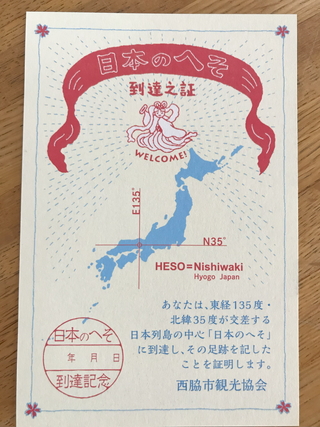 日本のへそ
到達之証
WELCOME!
E135°
N35°
HESO=Nishiwaki
Hyogo Japan
あなたは、東経135度・
北緯35度が交差する
日本列島の中心「日本のへそ」
に到達し、その足跡を記した
ことを証明します。
西脇市観光協会
日本のへそ
年 月 日
到達記念